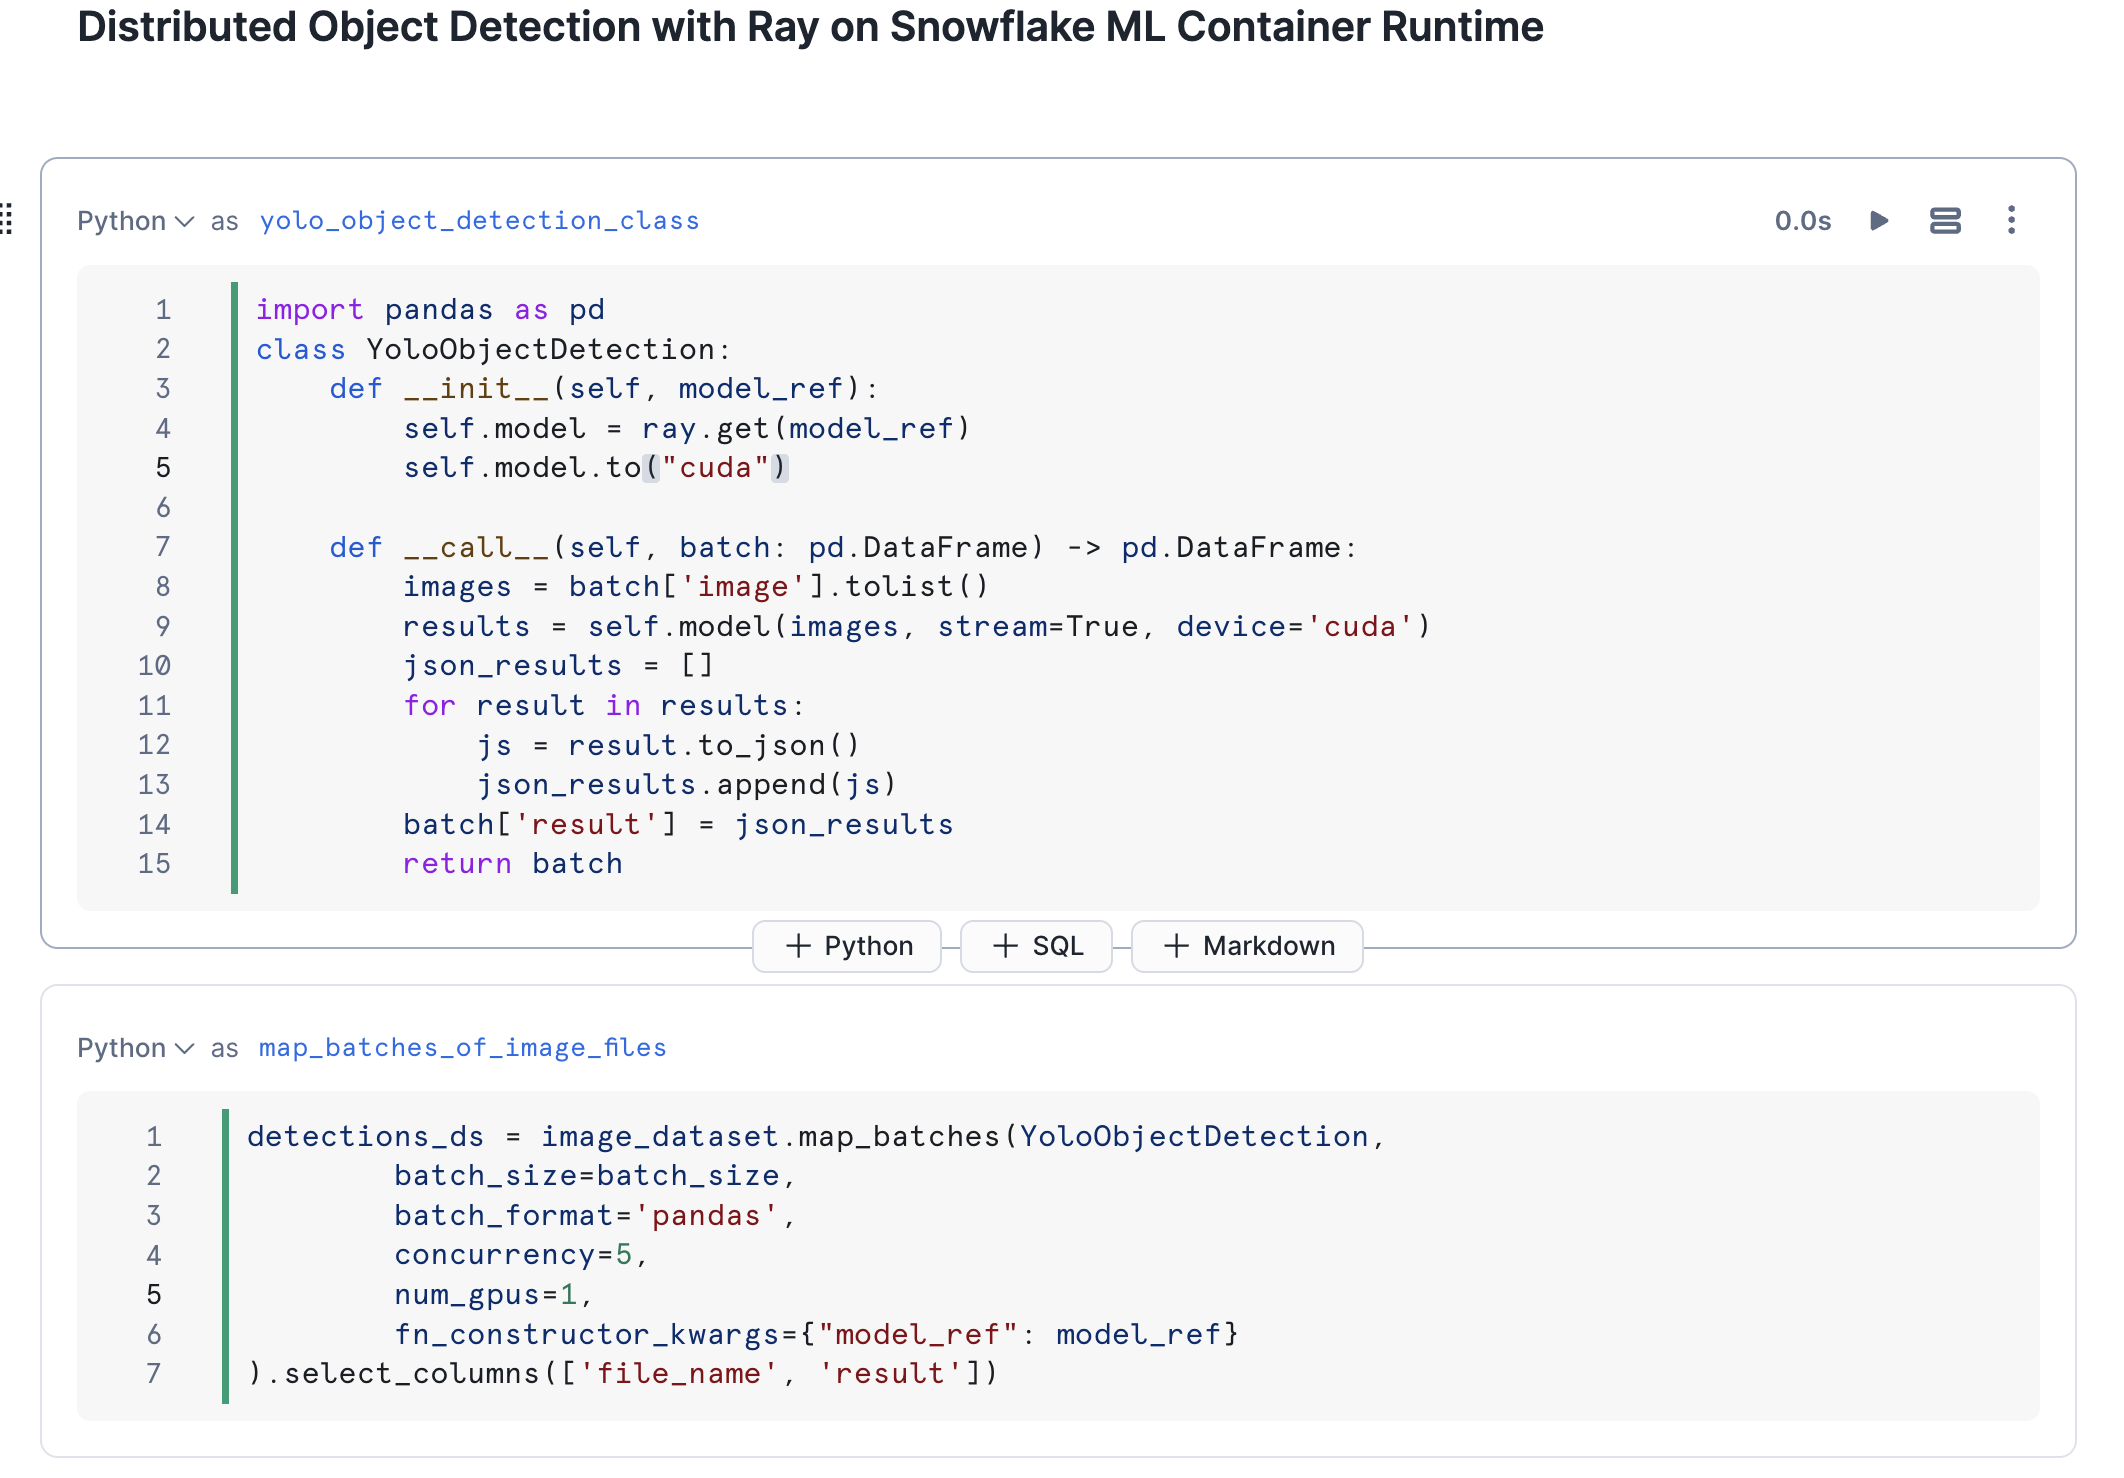 Distributed Object Detection with Ray on Snowflake ML Container Runtime
Python as yolo_object_detection_class 0.0s
1 import pandas as pd
2 class YoloObjectDetection:
3     def __init__(self, model_ref):
4         self.model = ray.get(model_ref)
5         self.model.to("cuda")
6
7     def __call__(self, batch: pd.DataFrame) -> pd.DataFrame:
8         images = batch['image'].tolist()
9         results = self.model(images, stream=True, device='cuda')
10         json_results = []
11         for result in results:
12             js = result.to_json()
13             json_results.append(js)
14         batch['result'] = json_results
15         return batch
+ Python + SQL + Markdown
Python as map_batches_of_image_files
1 detections_ds = image_dataset.map_batches(YoloObjectDetection,
2         batch_size=batch_size,
3         batch_format='pandas',
4         concurrency=5,
5         num_gpus=1,
6         fn_constructor_kwargs={"model_ref": model_ref}
7 ).select_columns(['file_name', 'result'])